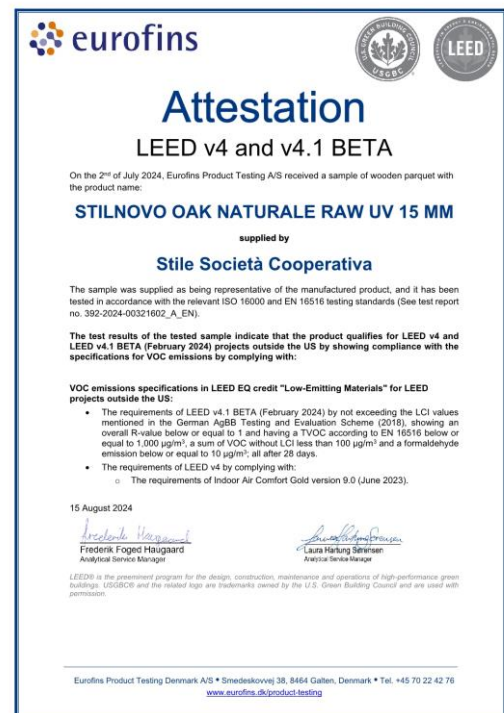 eurofins
U.S. GREEN BUILDING COUNCIL
USGBC
LEED
Attestation
LEED v4 and v4.1 BETA
On the 2nd of July 2024, Eurofins Product Testing A/S received a sample of wooden parquet with
the product name:
STILNOVO OAK NATURALE RAW UV 15 MM
supplied by
Stile Società Cooperativa
The sample was supplied as being representative of the manufactured product, and it has been
tested in accordance with the relevant ISO 16000 and EN 16516 testing standards (See test report
no. 392-2024-00321602_A_EN).
The test results of the tested sample indicate that the product qualifies for LEED v4 and
LEED v4.1 BETA (February 2024) projects outside the US by showing compliance with the
specifications for VOC emissions by complying with:
VOC emissions specifications in LEED EQ credit "Low-Emitting Materials" for LEED
projects outside the US:
• The requirements of LEED v4.1 BETA (February 2024) by not exceeding the LCI values
mentioned in the German AgBB Testing and Evaluation Scheme (2018), showing an
overall R-value below or equal to 1 and having a TVOC according to EN 16516 below or
equal to 1,000 µg/m³, a sum of VOC without LCI less than 100 µg/m³ and a formaldehyde
emission below or equal to 10 µg/m³; all after 28 days.
• The requirements of LEED v4 by complying with:
○ The requirements of Indoor Air Comfort Gold version 9.0 (June 2023).
15 August 2024
Frederik Foged Haugaard
Analytical Service Manager
Laura Hartung Sørensen
Analytical Service Manager
LEED® is the preeminent program for the design, construction, maintenance and operations of high-performance green
buildings. USGBC® and the related logo are trademarks owned by the U.S. Green Building Council and are used with
permission.
Eurofins Product Testing Denmark A/S • Smedeskovvej 38, 8464 Galten, Denmark • Tel. +45 70 22 42 76
www.eurofins.dk/product-testing